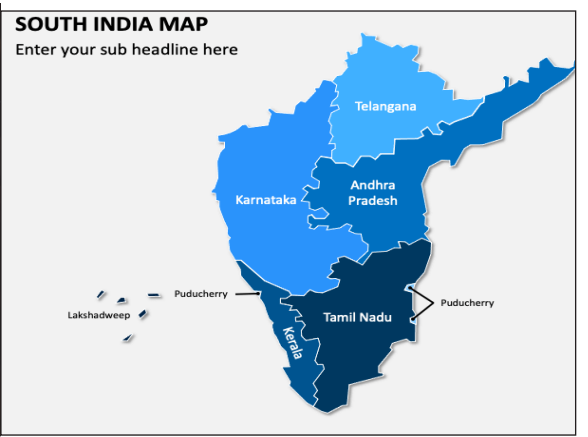 SOUTH INDIA MAP
Enter your sub headline here
Telangana
Andhra
Pradesh
Karnataka
Puducherry
Lakshadweep
Puducherry
Tamil Nadu
Kerala